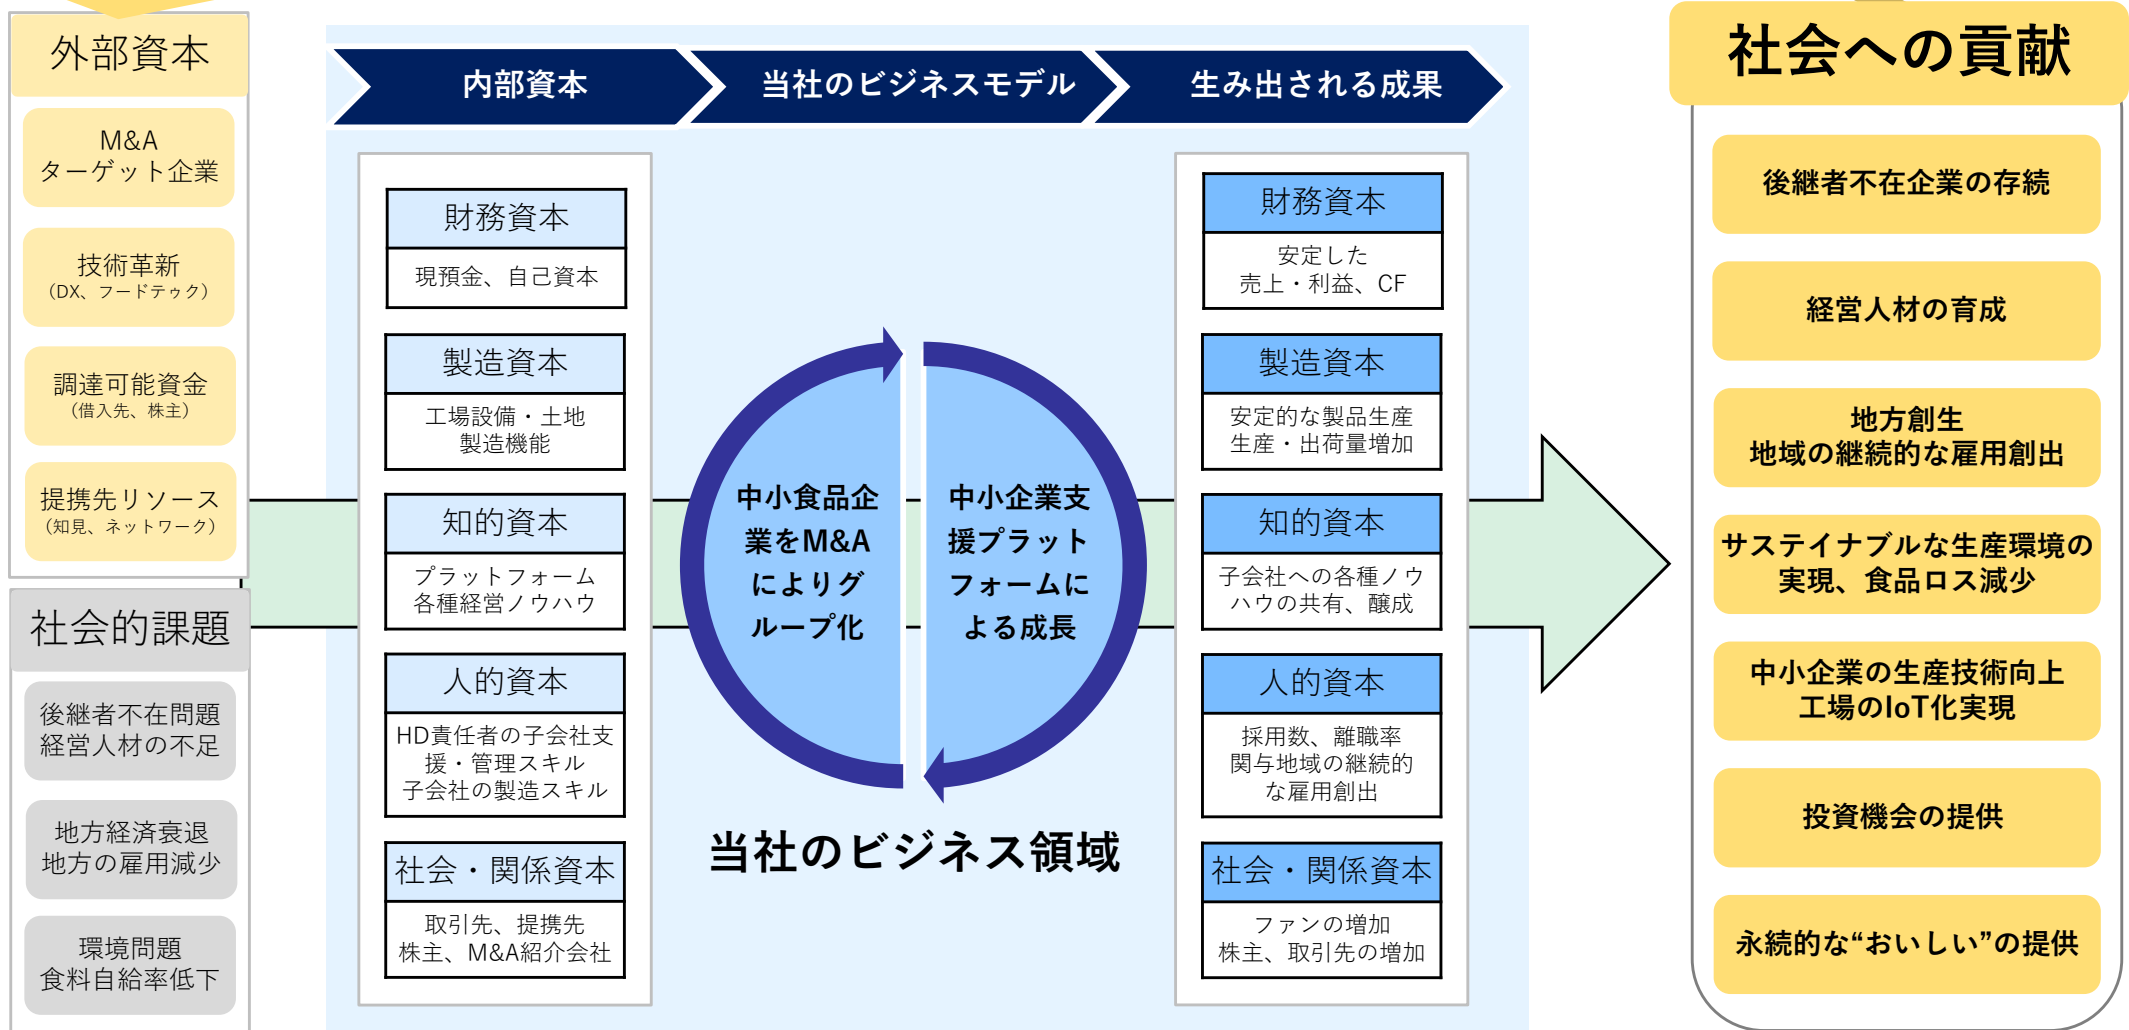 外部資本
M&A
ターゲット企業
技術革新
（DX、フードテック）
調達可能資金
（借入先、株主）
提携先リソース
（知見、ネットワーク）
社会的課題
後継者不在問題
経営人材の不足
地方経済衰退
地方の雇用減少
環境問題
食料自給率低下
内部資本
当社のビジネスモデル
生み出される成果
財務資本
現預金、自己資本
製造資本
工場設備・土地
製造機能
知的資本
プラットフォーム
各種経営ノウハウ
人的資本
HD責任者の子会社支
援・管理スキル
子会社の製造スキル
社会・関係資本
取引先、提携先
株主、M&A紹介会社
中小食品企
業をM&A
によりグ
ループ化
中小企業支
援プラット
フォームに
よる成長
当社のビジネス領域
財務資本
安定した
売上・利益、CF
製造資本
安定的な製品生産
生産・出荷量増加
知的資本
子会社への各種ノウ
ハウの共有、醸成
人的資本
採用数、離職率
関与地域の継続的
な雇用創出
社会・関係資本
ファンの増加
株主、取引先の増加
社会への貢献
後継者不在企業の存続
経営人材の育成
地方創生
地域の継続的な雇用創出
サステイナブルな生産環境の
実現、食品ロス減少
中小企業の生産技術向上
工場のIoT化実現
投資機会の提供
永続的な“おいしい”の提供